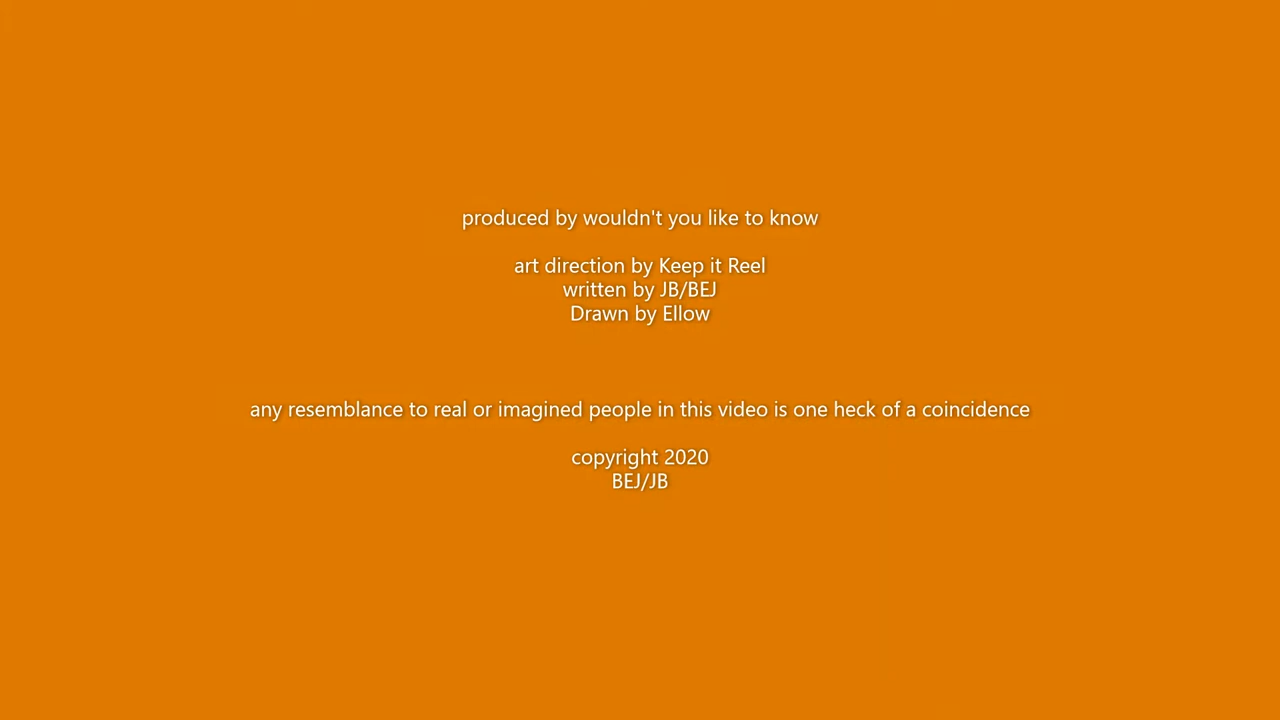 produced by wouldn't you like to know
art direction by Keep it Reel
written by JB/BEJ
Drawn by Ellow
any resemblance to real or imagined people in this video is one heck of a coincidence
copyright 2020
BEJ/JB